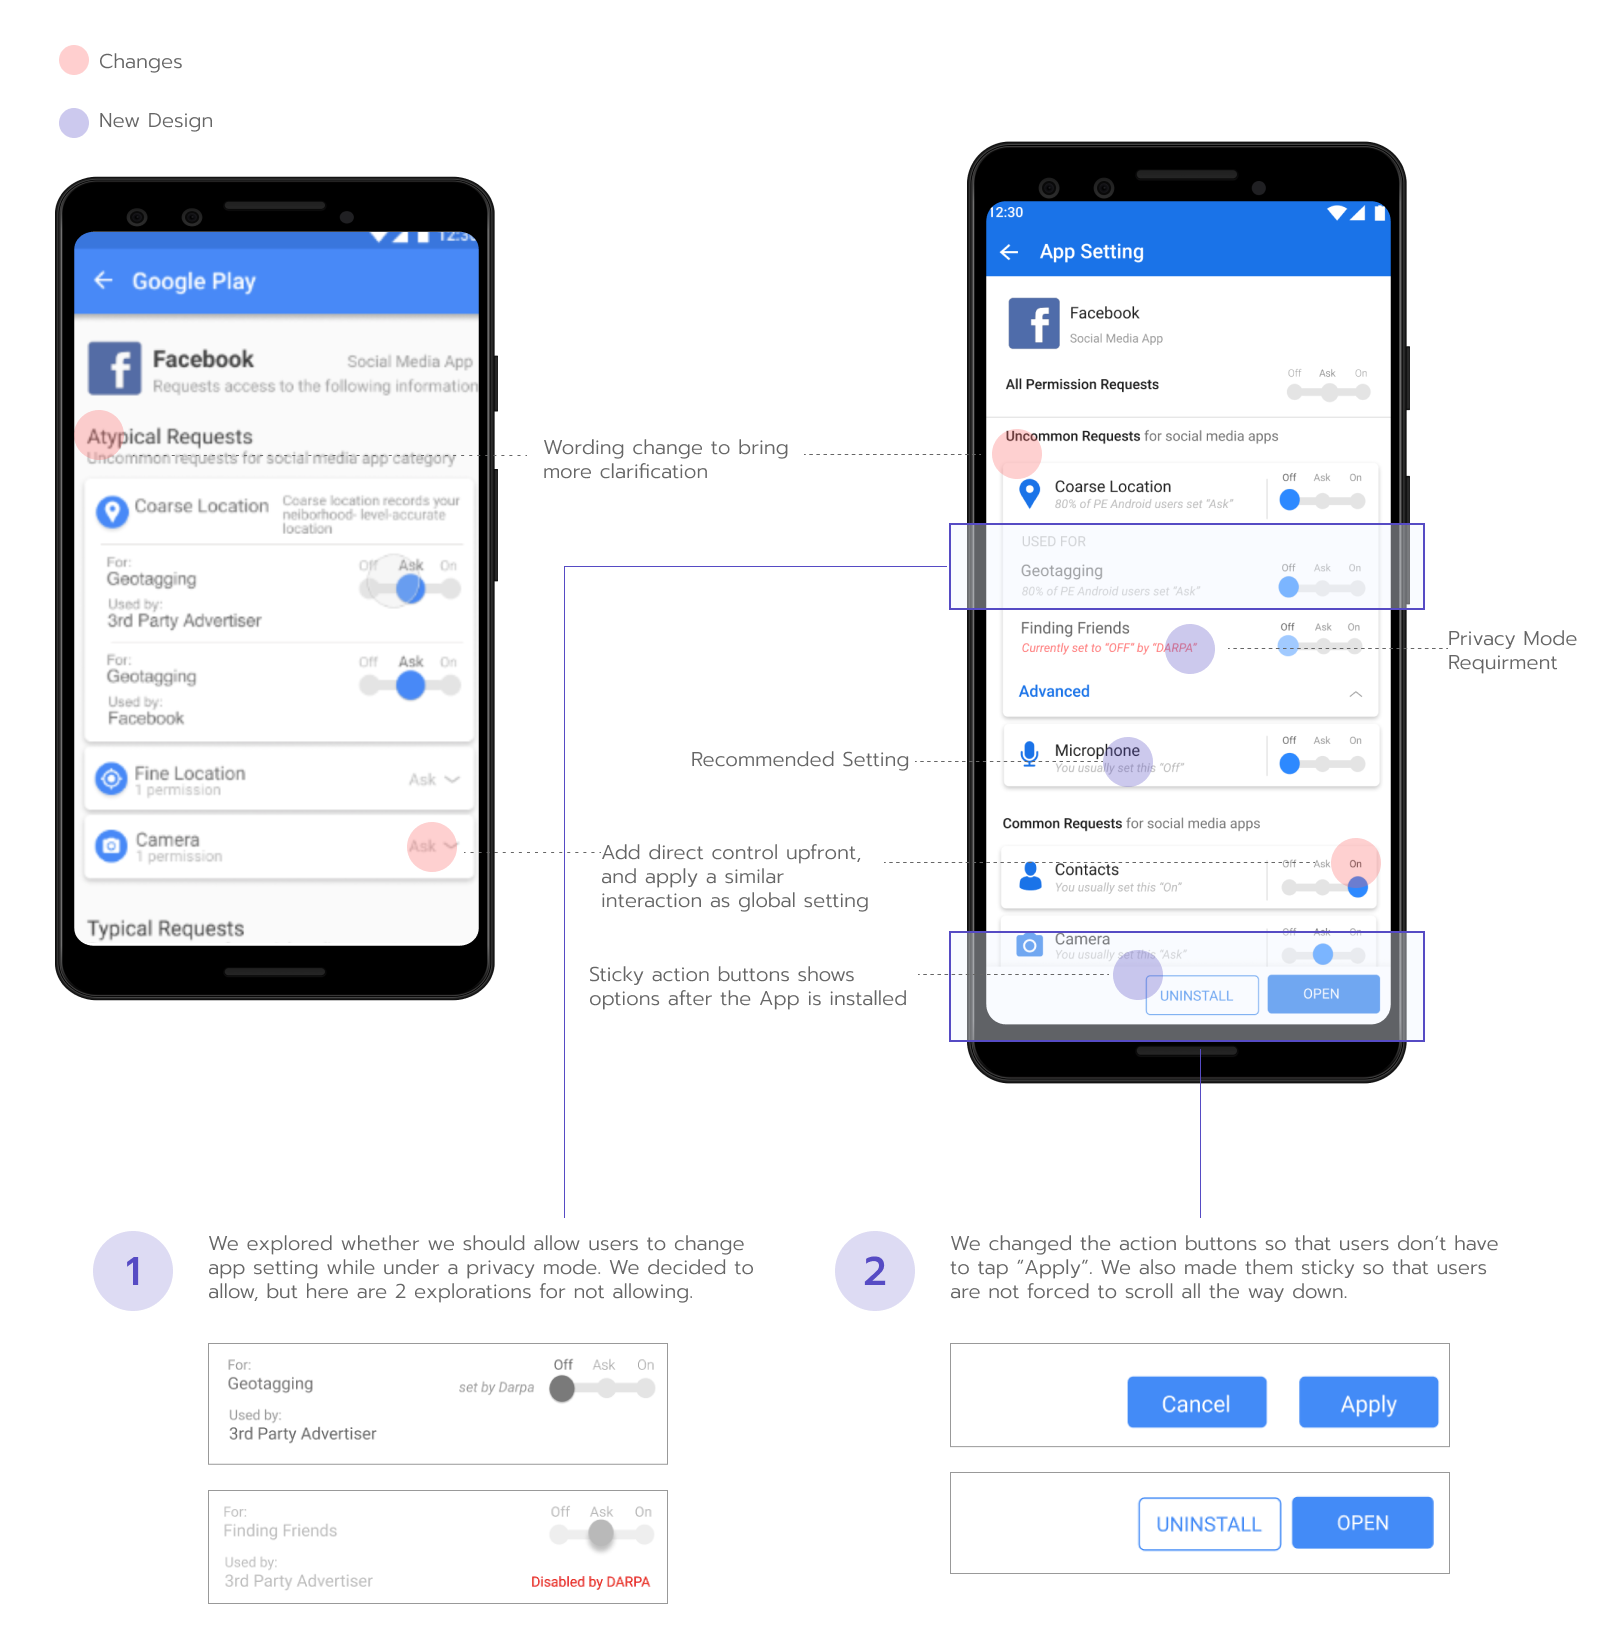 Changes
New Design
12:3
Google Play
Facebook
Social Media App
Requests access to the following information
Atypical Requests
Uncommon requests for social media app category
Coarse Location
Coarse location records your
neiborhood- level-accurate
location
For:
Geotagging
Off Ask On
Used by:
3rd Party Advertiser
For:
Geotagging
Off Ask On
Used by:
Facebook
Fine Location
1 permission
Ask
Camera
1 permission
Ask
Typical Requests
Wording change to bring
more clarification
Recommended Setting
Add direct control upfront,
and apply a similar
interaction as global setting
Sticky action buttons shows
options after the App is installed
12:30
App Setting
f
Facebook
Social Media App
All Permission Requests
Off Ask On
Uncommon Requests for social media apps
Coarse Location
80% of PE Android users set "Ask"
Off Ask On
USED FOR
Geotagging
80% of PE Android users set "Ask"
Off Ask On
Finding Friends
Currently set to "OFF" by "DARPA"
Off Ask On
Advanced
Microphone
You usually set this "Off"
Off Ask On
Common Requests for social media apps
Contacts
You usually set this "On"
Off Ask On
Camera
You usually set this "Ask"
Off Ask On
UNINSTALL
OPEN
Privacy Mode
Requirment
1
We explored whether we should allow users to change
app setting while under a privacy mode. We decided to
allow, but here are 2 explorations for not allowing.
For:
Geotagging
set by Darpa
Off Ask On
Used by:
3rd Party Advertiser
For:
Finding Friends
Off Ask On
Used by:
3rd Party Advertiser
Disabled by DARPA
2
We changed the action buttons so that users don't have
to tap "Apply". We also made them sticky so that users
are not forced to scroll all the way down.
Cancel
Apply
UNINSTALL
OPEN